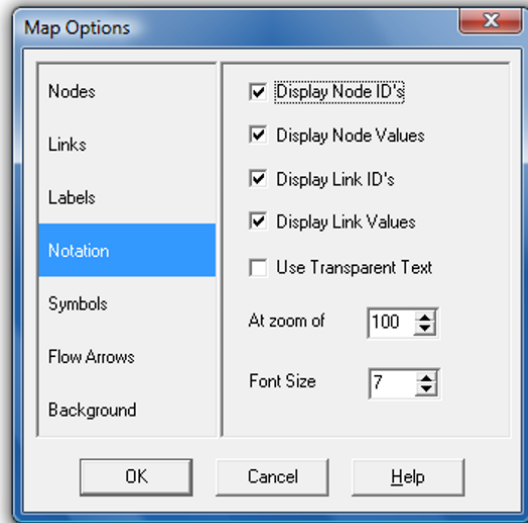 Map Options
Nodes
Links
Labels
Notation
Symbols
Flow Arrows
Background
Display Node ID's
Display Node Values
Display Link ID's
Display Link Values
Use Transparent Text
At zoom of 100
Font Size 7
OK Cancel Help